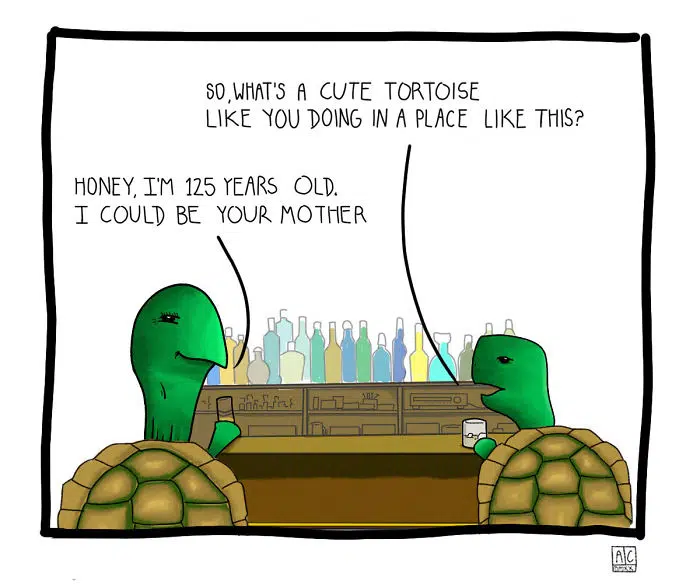 SO, WHAT'S A CUTE TORTOISE
LIKE YOU DOING IN A PLACE LIKE THIS?
HONEY, I'M 125 YEARS OLD.
I COULD BE YOUR MOTHER
A|C
MMXX